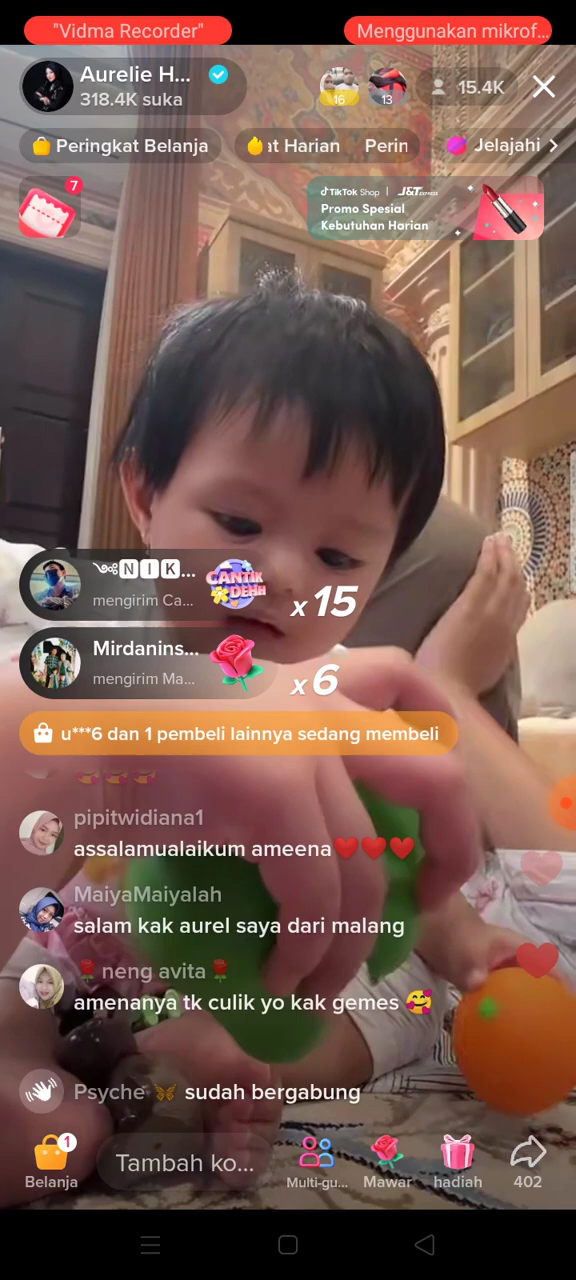 "Vidma Recorder"
Menggunakan mikrof...
Aurelie H...
318.4K suka
16
13
15.4K
Peringkat Belanja
at Harian
Perin
Jelajahi
7
TikTok Shop | J&T EXPRESS
Promo Spesial
Kebutuhan Harian
🅽🅸🅺...
mengirim Ca...
CANTIK
DEHH
x 15
Mirdanins...
mengirim Ma...
x 6
u***6 dan 1 pembeli lainnya sedang membeli
🥰🥰🥰
pipitwidiana1
assalamualaikum ameena❤️❤️❤️
MaiyaMaiyalah
salam kak aurel saya dari malang
🌹 neng avita 🌹
amenanya tk culik yo kak gemes 🥰
Psyche 🦋 sudah bergabung
1
Belanja
Tambah ko...
Multi-gu...
Mawar
hadiah
402